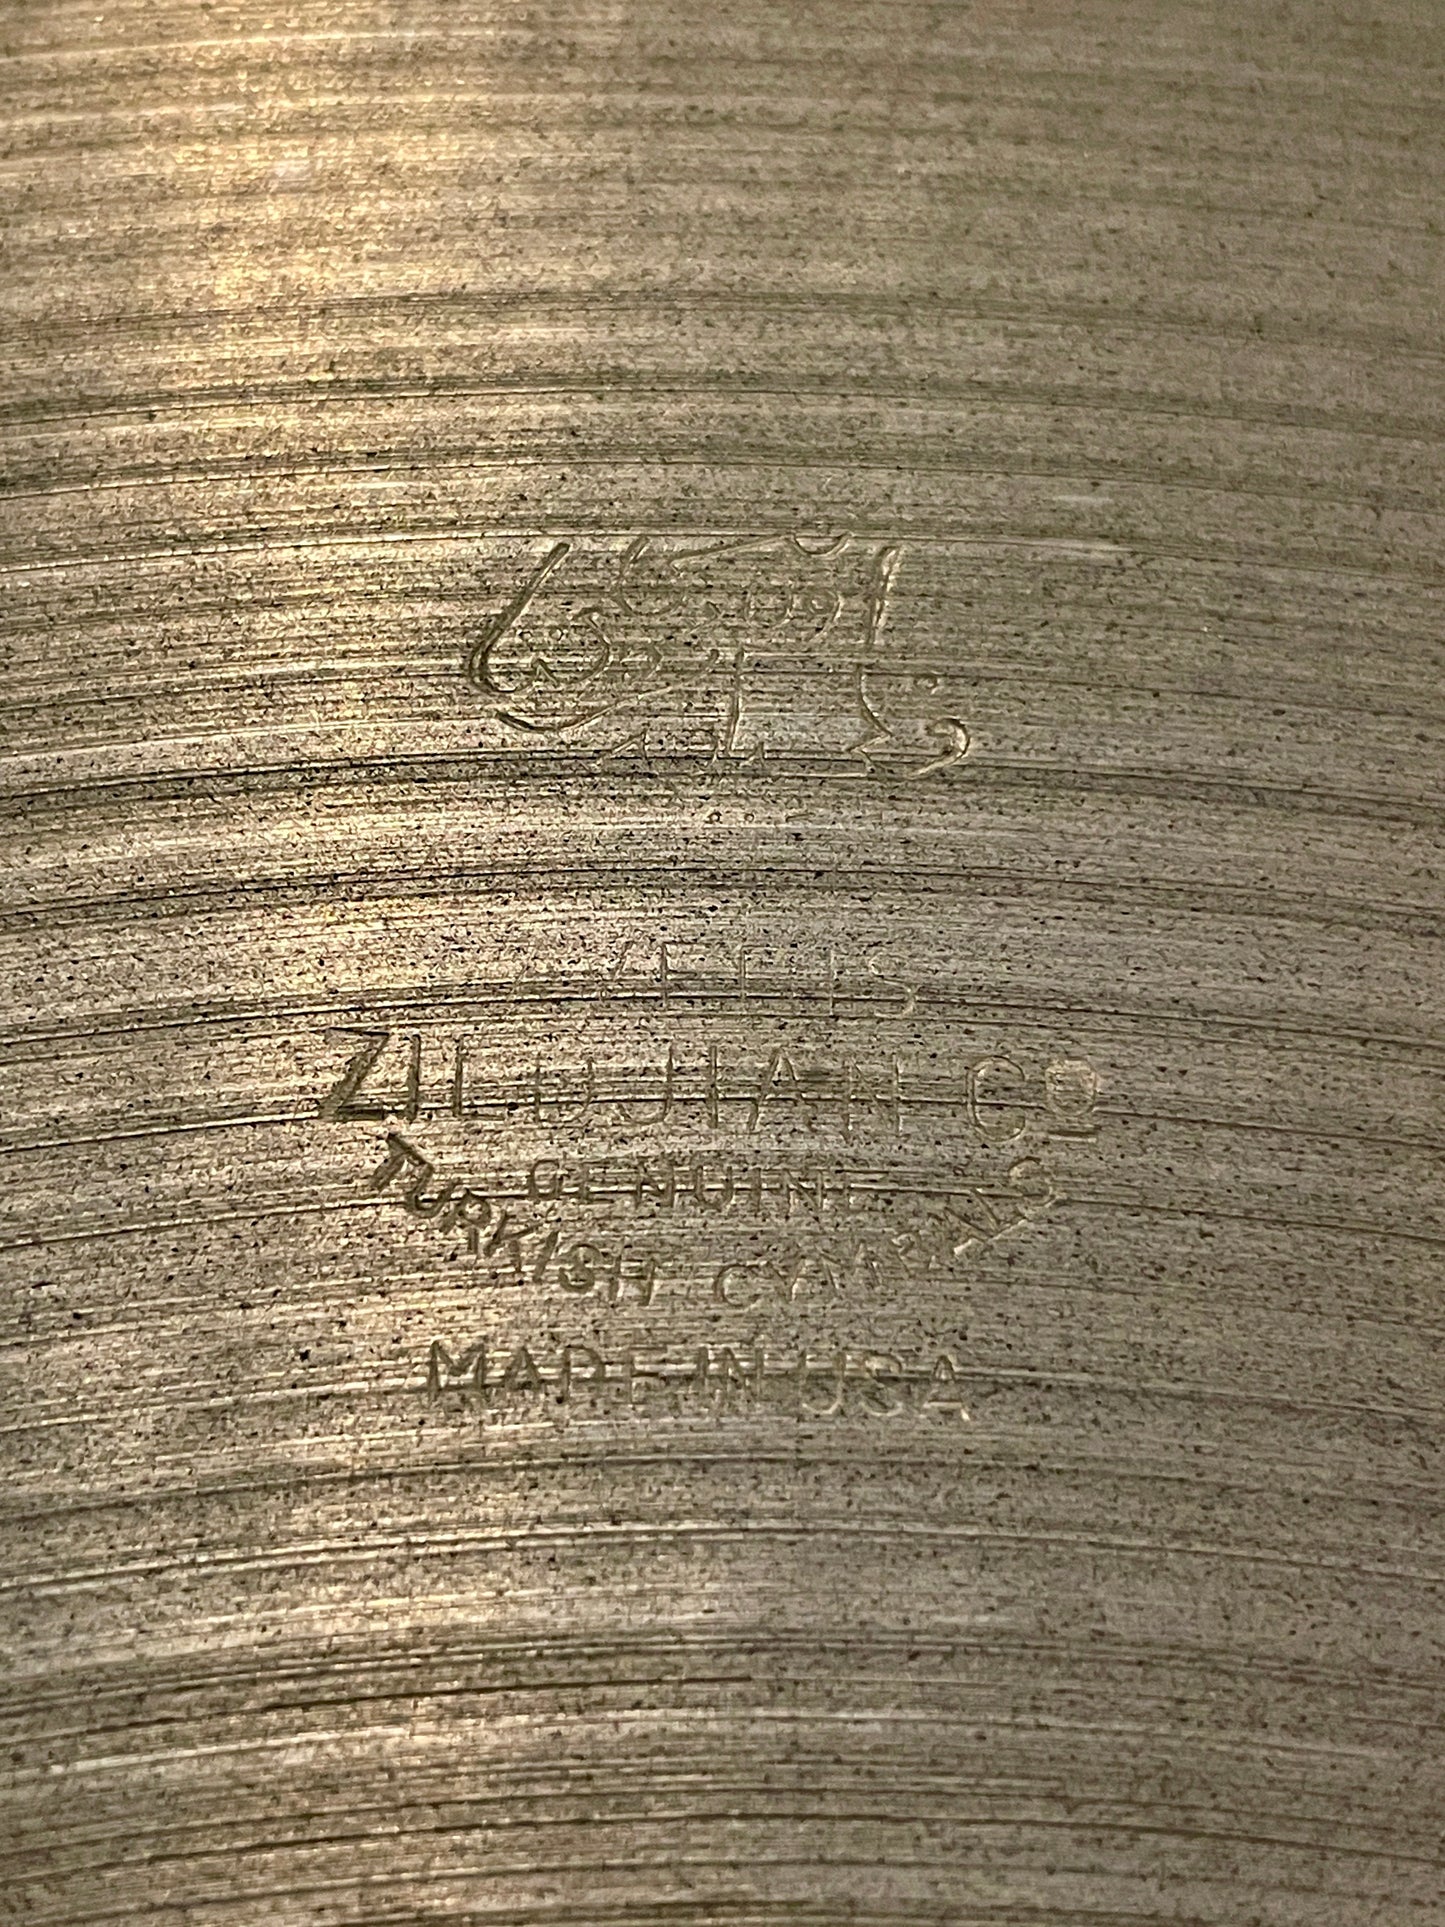 AVEDIS
ZILDJIAN Cº
GENUINE
TURKISH CYMBALS
MADE IN USA